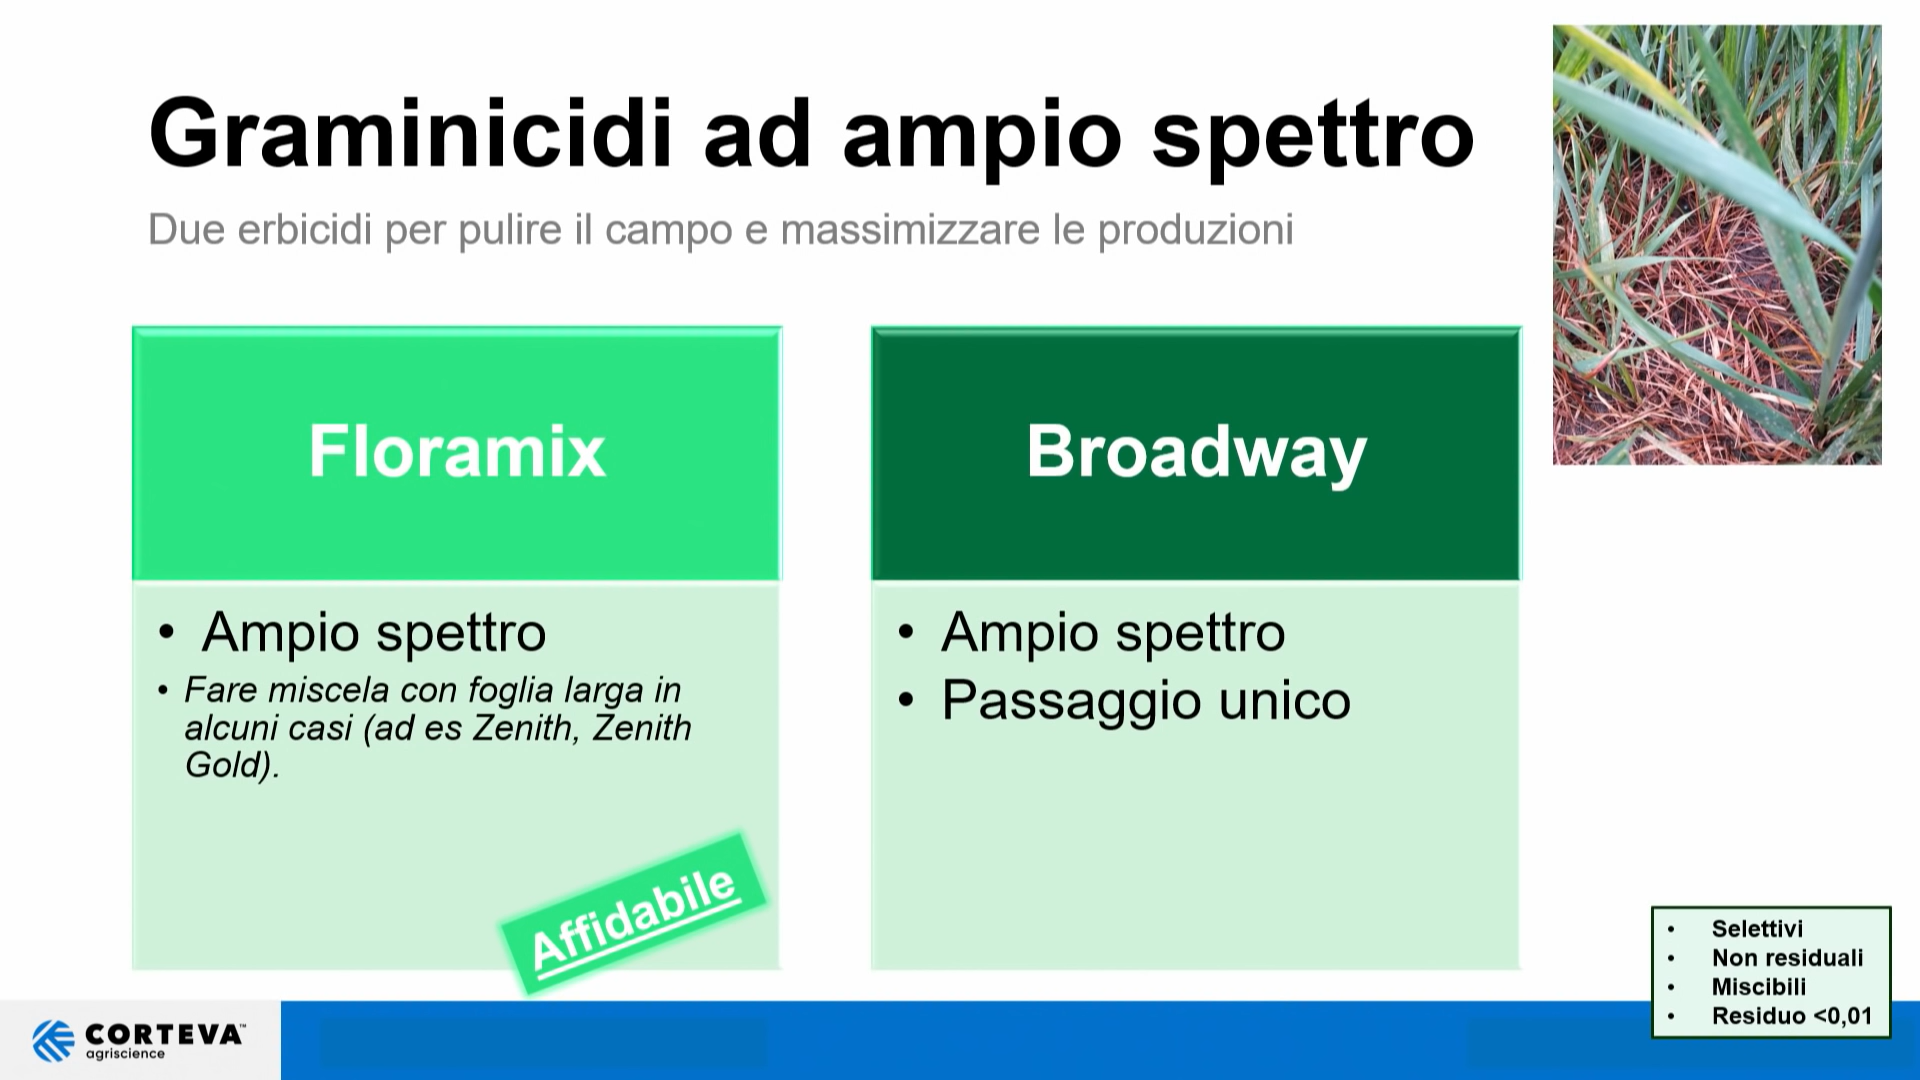 Graminicidi ad ampio spettro
Due erbicidi per pulire il campo e massimizzare le produzioni
Floramix
• Ampio spettro
• Fare miscela con foglia larga in
alcuni casi (ad es Zenith, Zenith
Gold).
Affidabile
Broadway
• Ampio spettro
• Passaggio unico
• Selettivi
• Non residuali
• Miscibili
• Residuo <0,01
CORTEVA™
agriscience